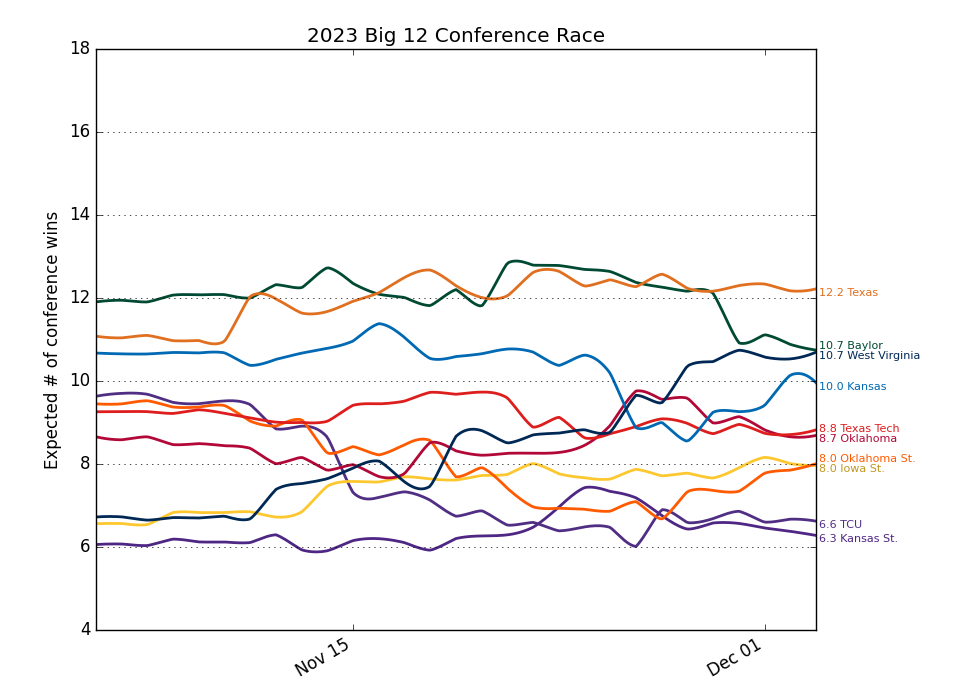 2023 Big 12 Conference Race
Expected # of conference wins
18
16
14
12
10
8
6
4
Nov 15
Dec 01
12.2 Texas
10.7 Baylor
10.7 West Virginia
10.0 Kansas
8.8 Texas Tech
8.7 Oklahoma
8.0 Oklahoma St.
8.0 Iowa St.
6.6 TCU
6.3 Kansas St.